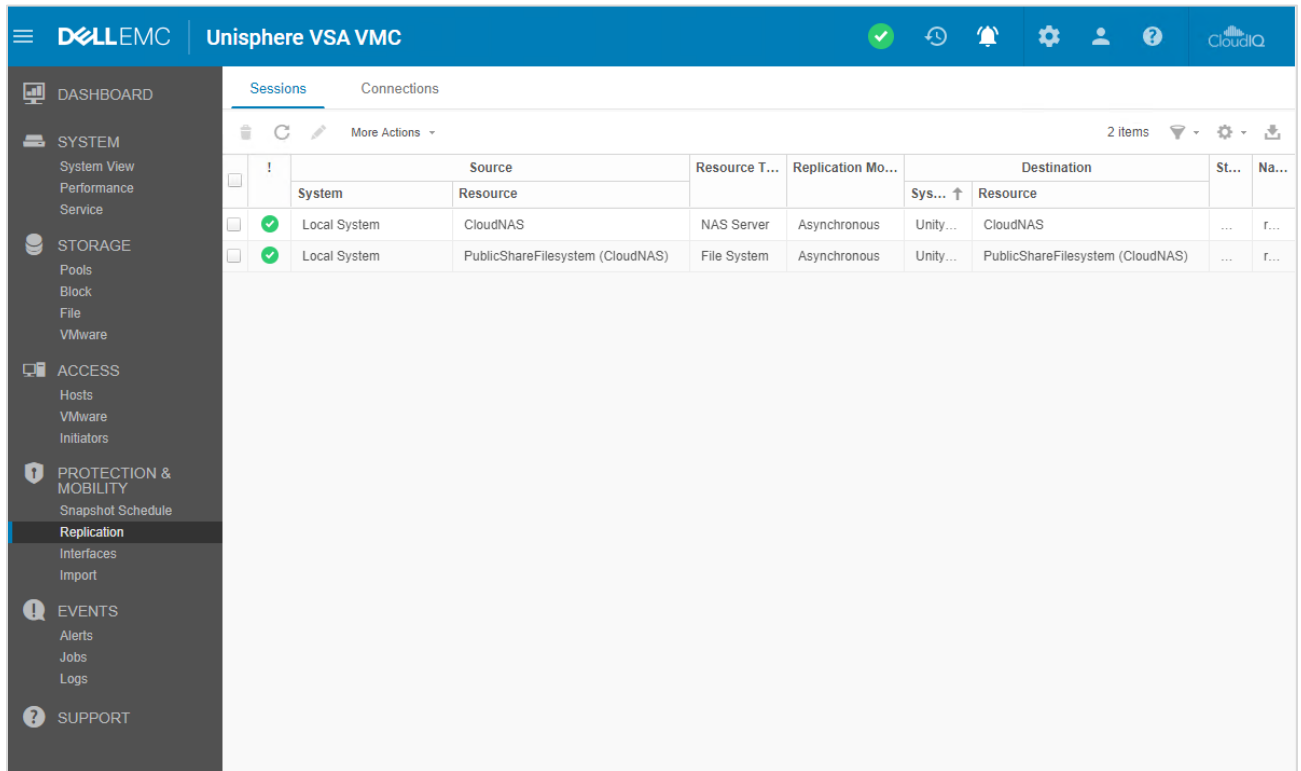 DELLEMC Unisphere VSA VMC CloudIQ
DASHBOARD
SYSTEM
System View
Performance
Service
STORAGE
Pools
Block
File
VMware
ACCESS
Hosts
VMware
Initiators
PROTECTION &
MOBILITY
Snapshot Schedule
Replication
Interfaces
Import
EVENTS
Alerts
Jobs
Logs
SUPPORT
Sessions Connections
More Actions 2 items
! Source Resource T... Replication Mo... Destination St... Na...
System Resource Sys... Resource
Local System CloudNAS NAS Server Asynchronous Unity... CloudNAS ... r...
Local System PublicShareFilesystem (CloudNAS) File System Asynchronous Unity... PublicShareFilesystem (CloudNAS) ... r...